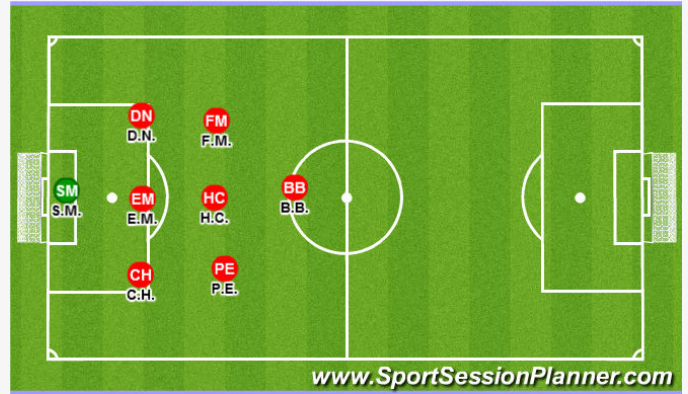 DN
D.N.
FM
F.M.
SM
S.M.
EM
E.M.
HC
H.C.
BB
B.B.
CH
C.H.
PE
P.E.
www.SportSessionPlanner.com